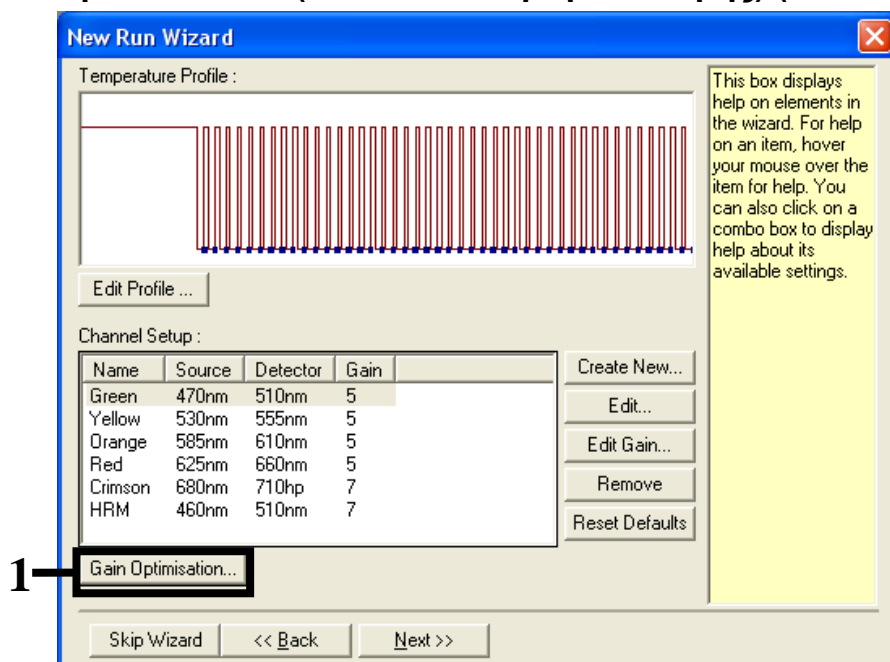 New Run Wizard
Temperature Profile :
This box displays
help on elements in
the wizard. For help
on an item, hover
your mouse over the
item for help. You
can also click on a
combo box to display
help about its
available settings.
Edit Profile ...
Channel Setup :
Name Source Detector Gain
Green 470nm 510nm 5
Yellow 530nm 555nm 5
Orange 585nm 610nm 5
Red 625nm 660nm 5
Crimson 680nm 710hp 7
HRM 460nm 510nm 7
Create New...
Edit...
Edit Gain...
Remove
Reset Defaults
1
Gain Optimisation...
Skip Wizard << Back Next >>